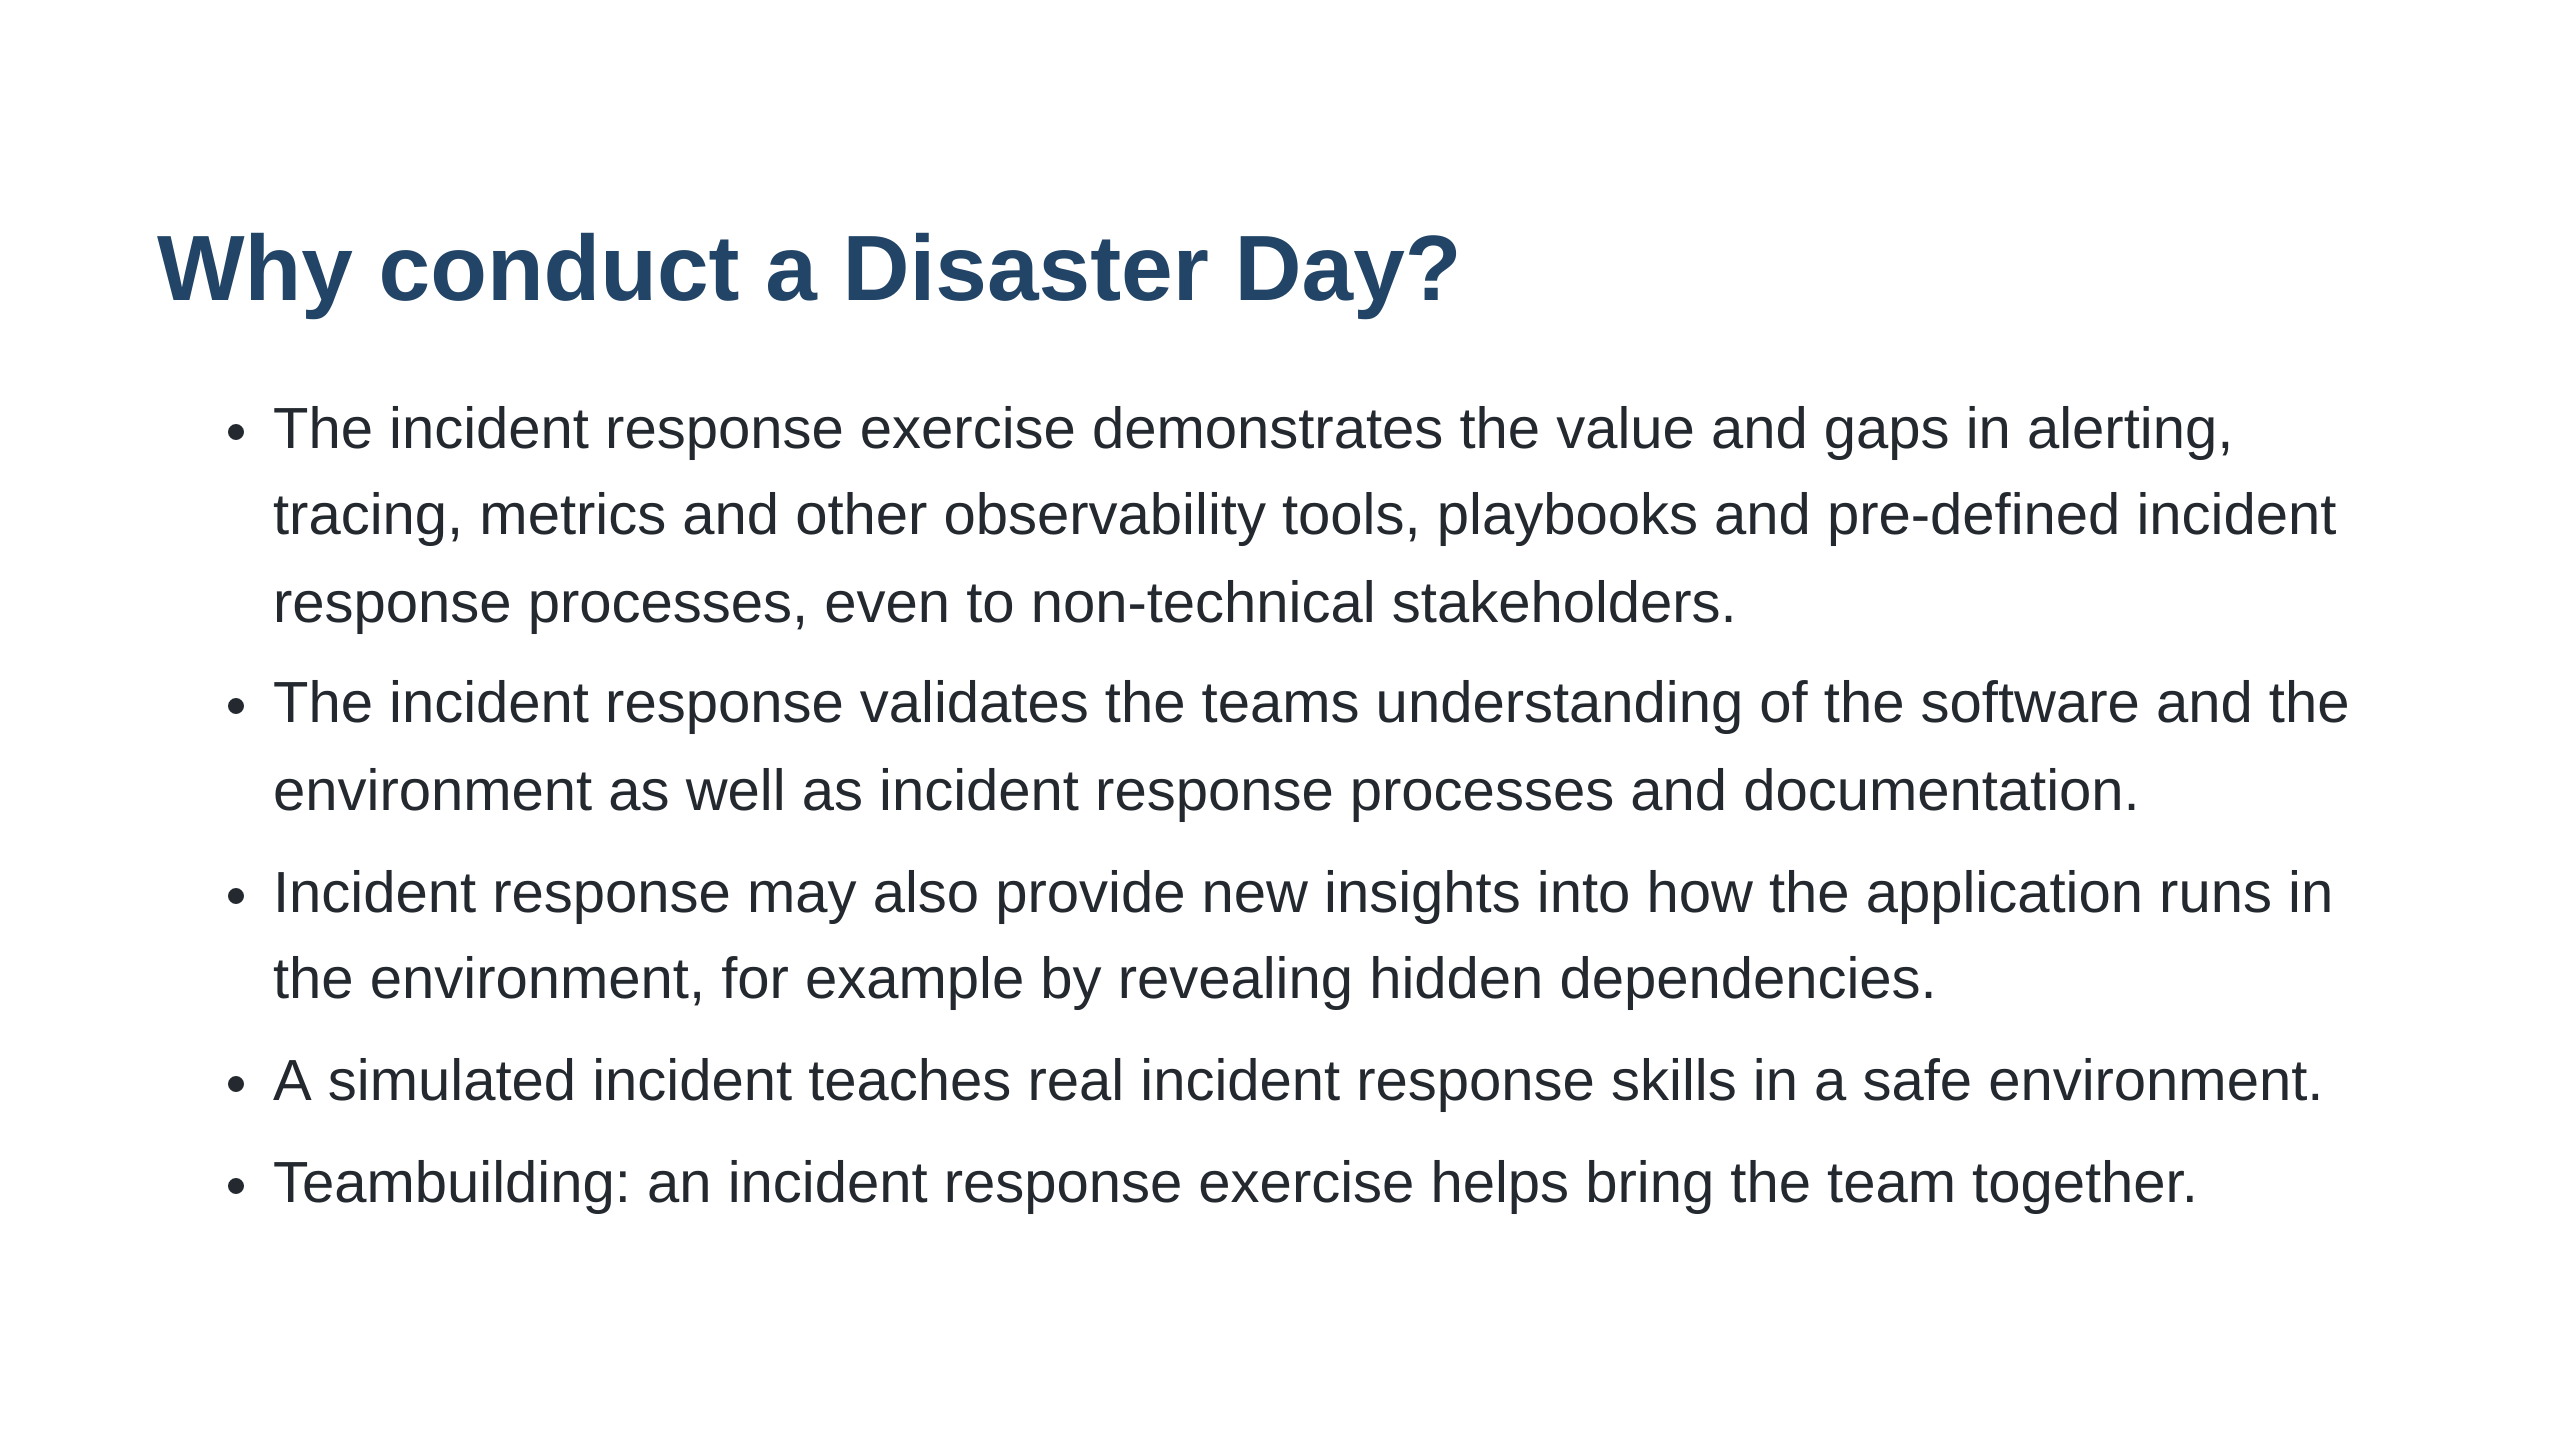 Why conduct a Disaster Day?
• The incident response exercise demonstrates the value and gaps in alerting,
tracing, metrics and other observability tools, playbooks and pre-defined incident
response processes, even to non-technical stakeholders.
• The incident response validates the teams understanding of the software and the
environment as well as incident response processes and documentation.
• Incident response may also provide new insights into how the application runs in
the environment, for example by revealing hidden dependencies.
• A simulated incident teaches real incident response skills in a safe environment.
• Teambuilding: an incident response exercise helps bring the team together.